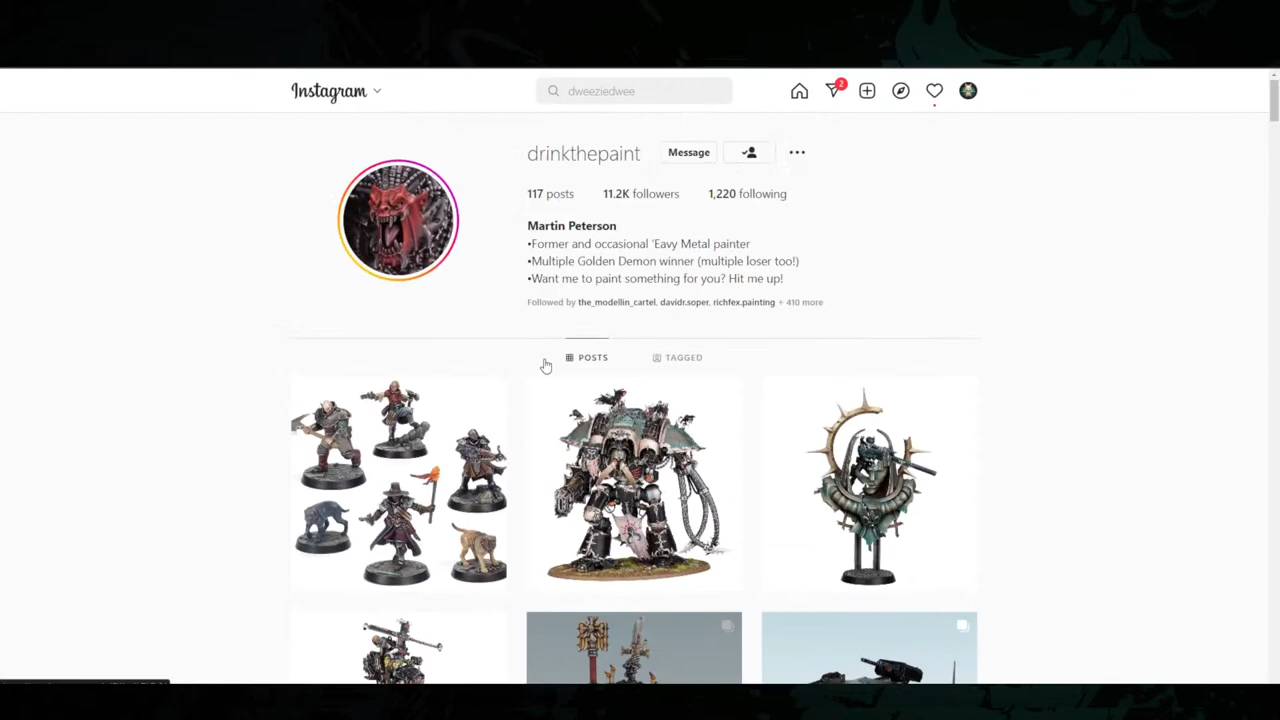 Instagram
dweeziedwee
2
drinkthepaint
Message
117 posts 11.2K followers 1,220 following
Martin Peterson
•Former and occasional 'Eavy Metal painter
•Multiple Golden Demon winner (multiple loser too!)
•Want me to paint something for you? Hit me up!
Followed by the_modellin_cartel, davidr.soper, richfex.painting + 410 more
POSTS TAGGED